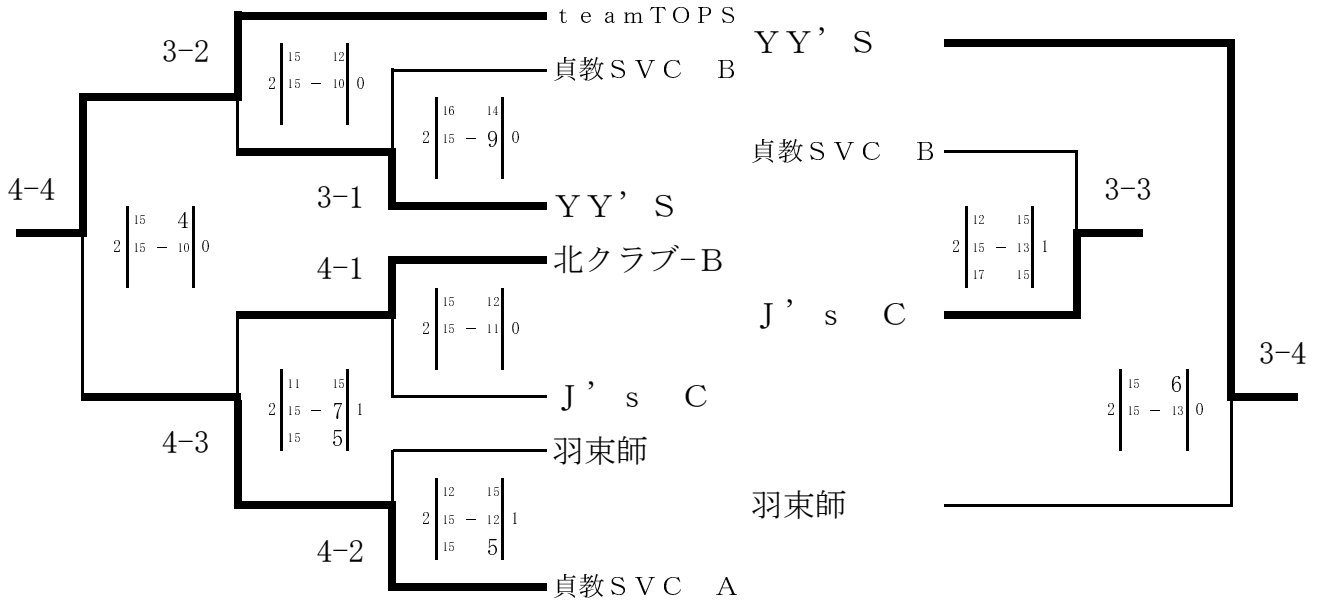 ｔｅａｍＴＯＰＳ
3-2
15 12
2 15 － 10 0
貞教ＳＶＣ　Ｂ
16 14
2 15 － 9 0
4-4
3-1
ＹＹ’Ｓ
15 4
2 15 － 10 0
4-1
北クラブ-Ｂ
15 12
2 15 － 11 0
11 15
2 15 － 7 1
15 5
Ｊ’ｓ　Ｃ
4-3
羽束師
12 15
2 15 － 12 1
15 5
4-2
貞教ＳＶＣ　Ａ
ＹＹ’Ｓ
貞教ＳＶＣ　Ｂ
3-3
12 15
2 15 － 13 1
17 15
Ｊ’ｓ　Ｃ
3-4
15 6
2 15 － 13 0
羽束師